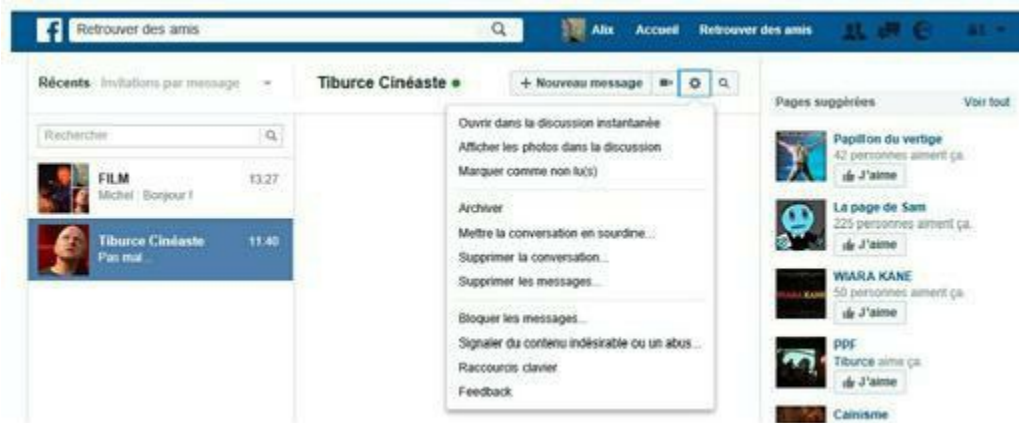 f Retrouver des amis
Alix Accueil Retrouver des amis
Récents Invitations par message
Rechercher
FILM 13:27
Michel : Bonjour !
Tiburce Cinéaste 11:40
Pas mal...
Tiburce Cinéaste
+ Nouveau message
Ouvrir dans la discussion instantanée
Afficher les photos dans la discussion
Marquer comme non lu(s)
Archiver
Mettre la conversation en sourdine...
Supprimer la conversation...
Supprimer les messages...
Bloquer les messages...
Signaler du contenu indésirable ou un abus...
Raccourcis clavier
Feedback
Pages suggérées Voir tout
Papillon du vertige
42 personnes aiment ça.
J'aime
La page de Sam
225 personnes aiment ça.
J'aime
WIARA KANE
50 personnes aiment ça.
J'aime
PPF
Tiburce aime ça.
J'aime
Cainisme